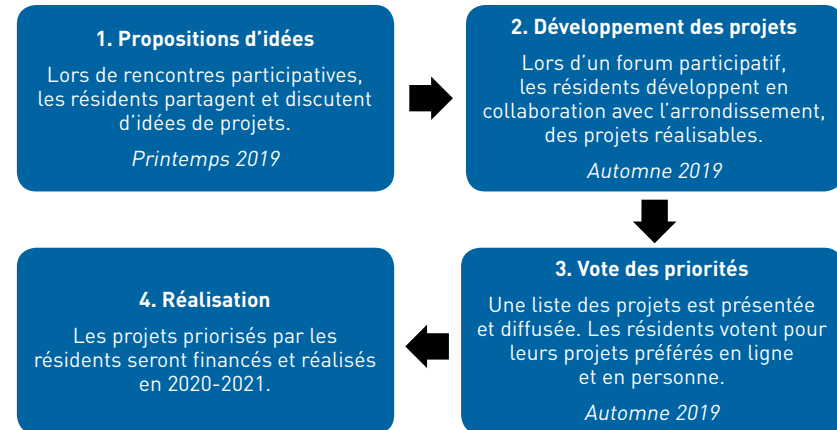 1. Propositions d’idées
Lors de rencontres participatives,
les résidents partagent et discutent
d’idées de projets.
Printemps 2019
2. Développement des projets
Lors d’un forum participatif,
les résidents développent en
collaboration avec l’arrondissement,
des projets réalisables.
Automne 2019
3. Vote des priorités
Une liste des projets est présentée
et diffusée. Les résidents votent pour
leurs projets préférés en ligne
et en personne.
Automne 2019
4. Réalisation
Les projets priorisés par les
résidents seront financés et réalisés
en 2020-2021.